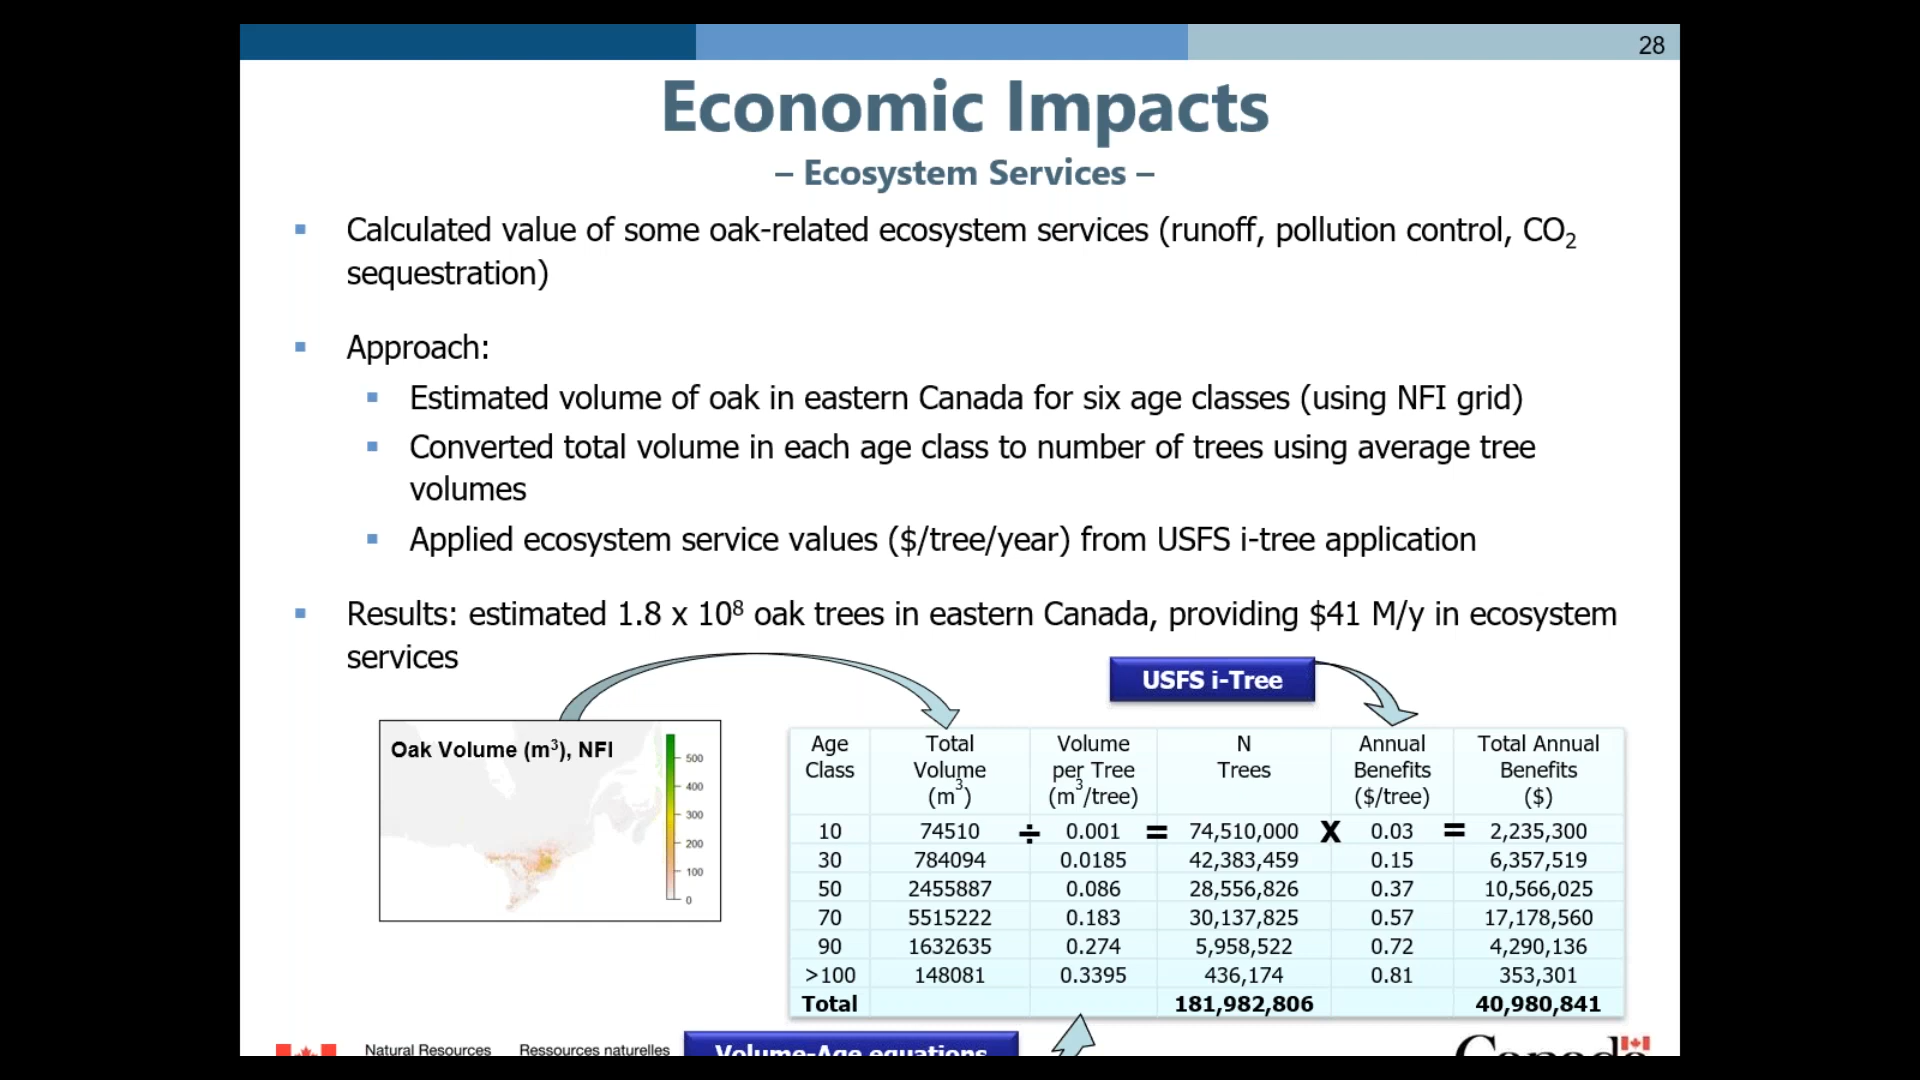 28
Economic Impacts
– Ecosystem Services –
▪ Calculated value of some oak-related ecosystem services (runoff, pollution control, CO₂
sequestration)
▪ Approach:
▪ Estimated volume of oak in eastern Canada for six age classes (using NFI grid)
▪ Converted total volume in each age class to number of trees using average tree
volumes
▪ Applied ecosystem service values ($/tree/year) from USFS i-tree application
▪ Results: estimated 1.8 x 10⁸ oak trees in eastern Canada, providing $41 M/y in ecosystem
services
USFS i-Tree
Oak Volume (m³), NFI
500
400
300
200
100
0
Age Total Volume N Annual Total Annual
Class Volume per Tree Trees Benefits Benefits
(m³) (m³/tree) ($/tree) ($)
10 74510 ÷ 0.001 = 74,510,000 X 0.03 = 2,235,300
30 784094 0.0185 42,383,459 0.15 6,357,519
50 2455887 0.086 28,556,826 0.37 10,566,025
70 5515222 0.183 30,137,825 0.57 17,178,560
90 1632635 0.274 5,958,522 0.72 4,290,136
>100 148081 0.3395 436,174 0.81 353,301
Total 181,982,806 40,980,841
Natural Resources Ressources naturelles
Volume-Age equations
Canada